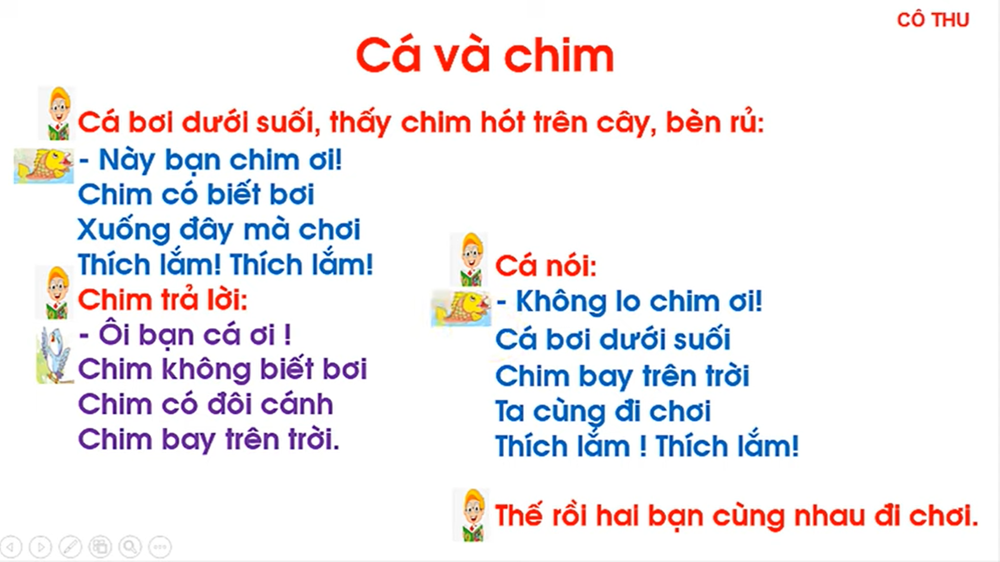 CÔ THU
Cá và chim
Cá bơi dưới suối, thấy chim hót trên cây, bèn rủ:
- Này bạn chim ơi!
Chim có biết bơi
Xuống đây mà chơi
Thích lắm! Thích lắm!
Chim trả lời:
- Ôi bạn cá ơi !
Chim không biết bơi
Chim có đôi cánh
Chim bay trên trời.
Cá nói:
- Không lo chim ơi!
Cá bơi dưới suối
Chim bay trên trời
Ta cùng đi chơi
Thích lắm ! Thích lắm!
Thế rồi hai bạn cùng nhau đi chơi.